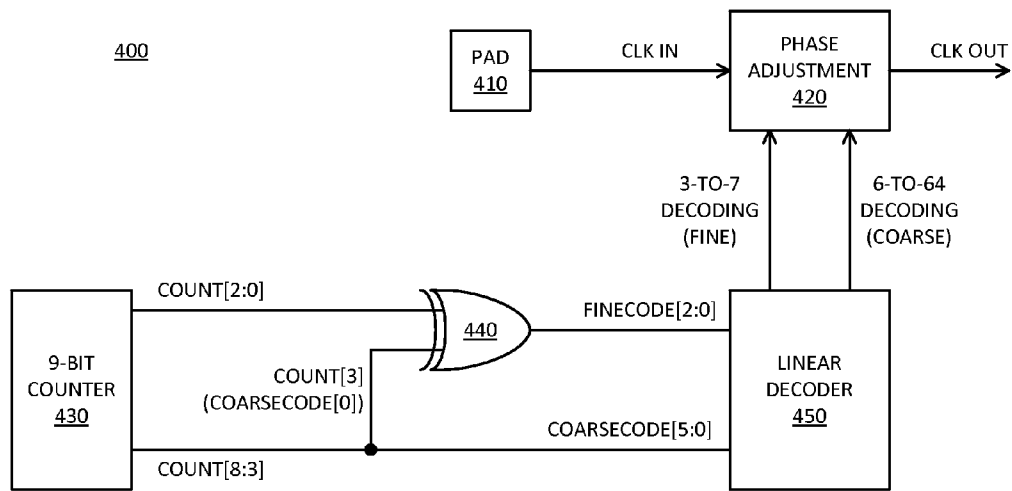 400
PAD
410
CLK IN
PHASE
ADJUSTMENT
420
CLK OUT
3-TO-7
DECODING
(FINE)
6-TO-64
DECODING
(COARSE)
9-BIT
COUNTER
430
COUNT[2:0]
440
COUNT[3]
(COARSECODE[0])
COUNT[8:3]
FINECODE[2:0]
COARSECODE[5:0]
LINEAR
DECODER
450